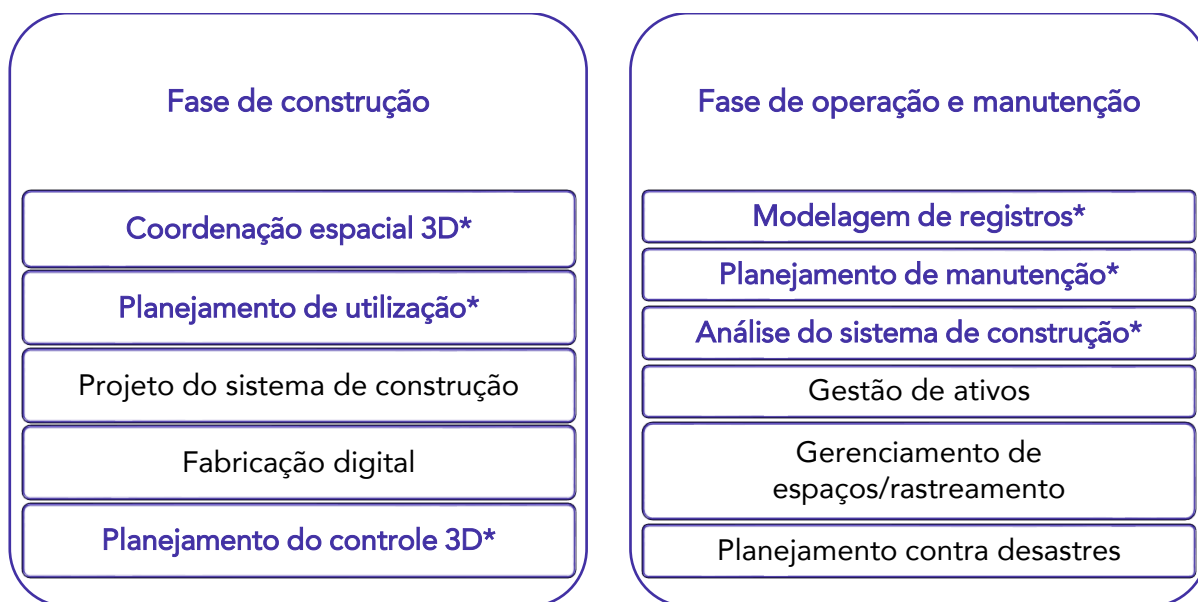 Fase de construção
Coordenação espacial 3D*
Planejamento de utilização*
Projeto do sistema de construção
Fabricação digital
Planejamento do controle 3D*
Fase de operação e manutenção
Modelagem de registros*
Planejamento de manutenção*
Análise do sistema de construção*
Gestão de ativos
Gerenciamento de
espaços/rastreamento
Planejamento contra desastres